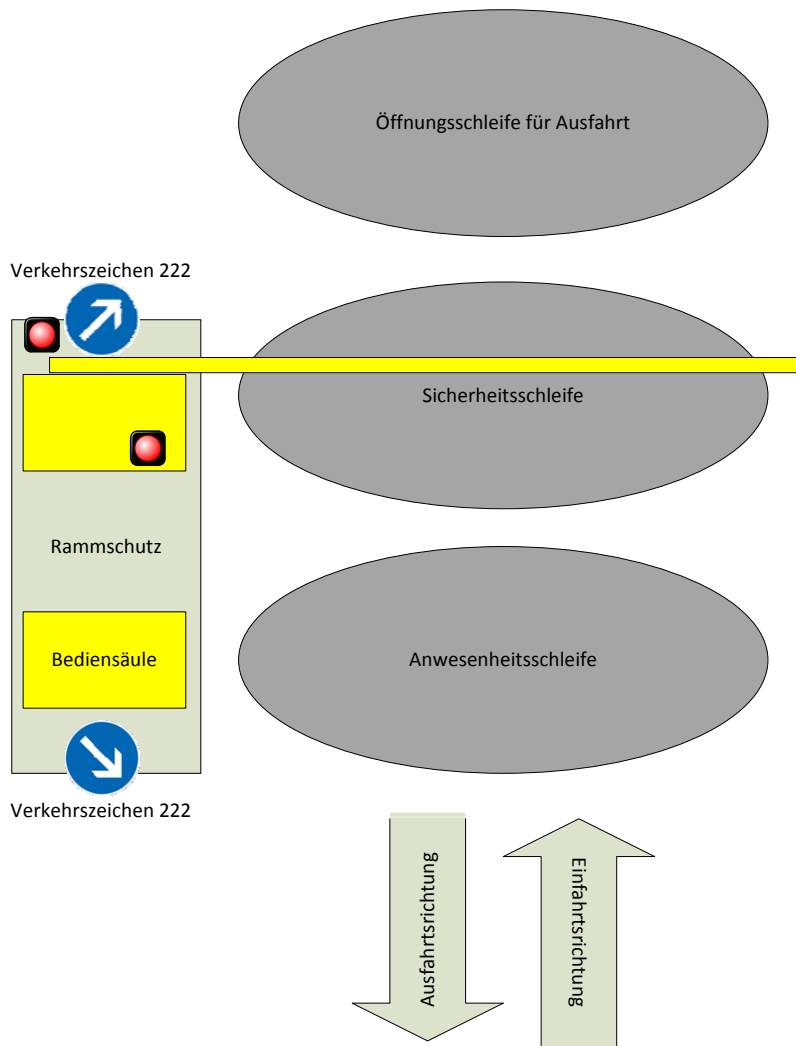 Öffnungsschleife für Ausfahrt
Verkehrszeichen 222
Sicherheitsschleife
Rammschutz
Bediensäule
Anwesenheitsschleife
Verkehrszeichen 222
Ausfahrtsrichtung
Einfahrtsrichtung